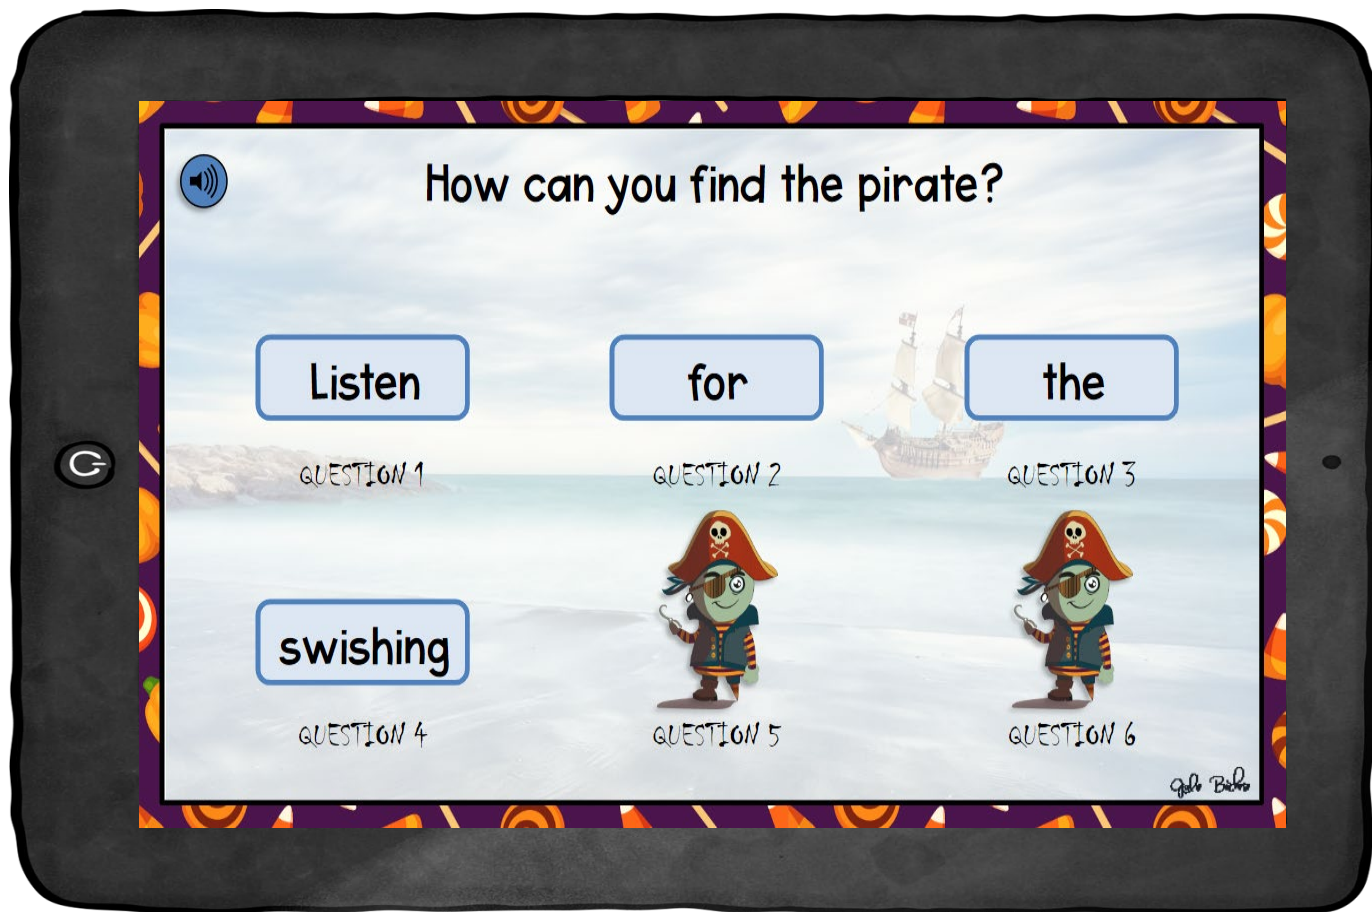 How can you find the pirate?
Listen for the
QUESTION 1 QUESTION 2 QUESTION 3
swishing
QUESTION 4 QUESTION 5 QUESTION 6